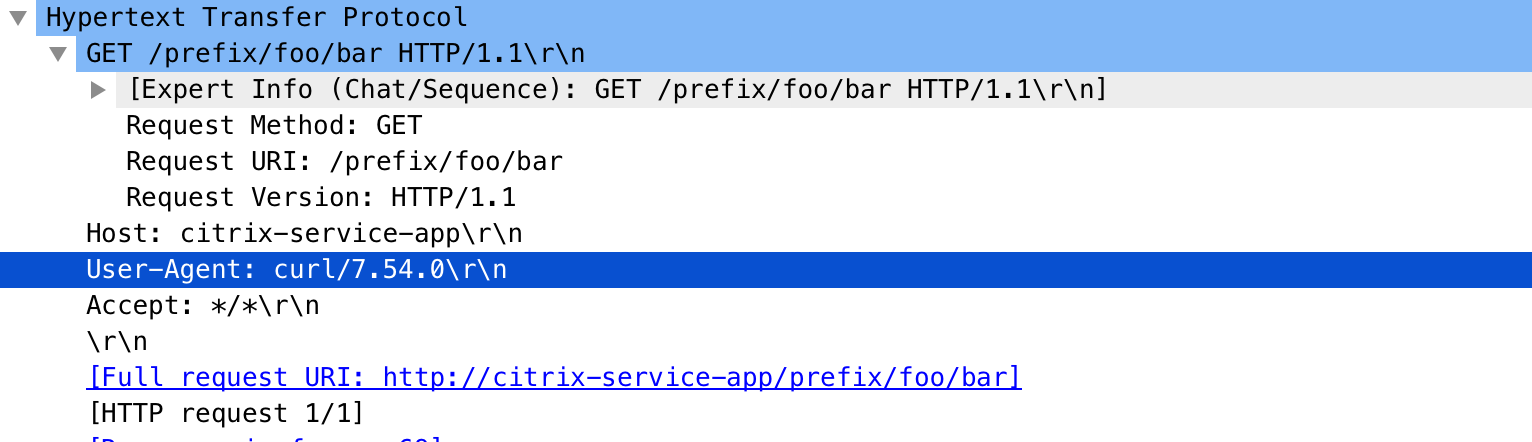 Hypertext Transfer Protocol
GET /prefix/foo/bar HTTP/1.1\r\n
[Expert Info (Chat/Sequence): GET /prefix/foo/bar HTTP/1.1\r\n]
Request Method: GET
Request URI: /prefix/foo/bar
Request Version: HTTP/1.1
Host: citrix-service-app\r\n
User-Agent: curl/7.54.0\r\n
Accept: */*\r\n
\r\n
[Full request URI: http://citrix-service-app/prefix/foo/bar]
[HTTP request 1/1]